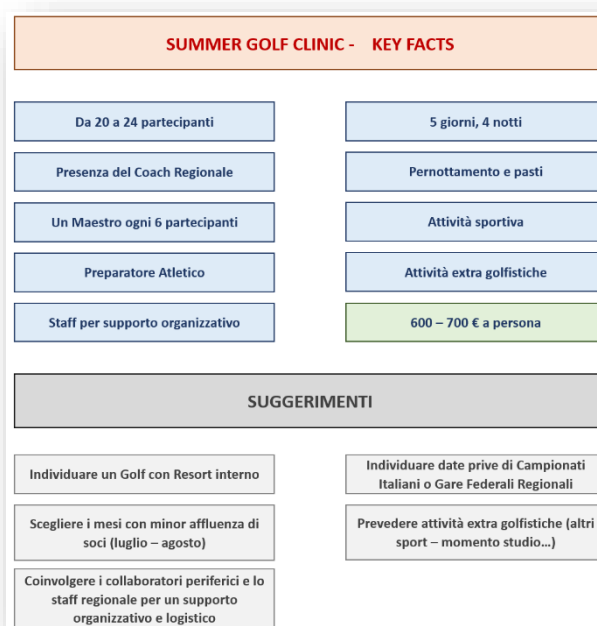 SUMMER GOLF CLINIC - KEY FACTS
Da 20 a 24 partecipanti
5 giorni, 4 notti
Presenza del Coach Regionale
Pernottamento e pasti
Un Maestro ogni 6 partecipanti
Attività sportiva
Preparatore Atletico
Attività extra golfistiche
Staff per supporto organizzativo
600 – 700 € a persona
SUGGERIMENTI
Individuare un Golf con Resort interno
Individuare date prive di Campionati
Italiani o Gare Federali Regionali
Scegliere i mesi con minor affluenza di
soci (luglio – agosto)
Prevedere attività extra golfistiche (altri
sport – momento studio...)
Coinvolgere i collaboratori periferici e lo
staff regionale per un supporto
organizzativo e logistico